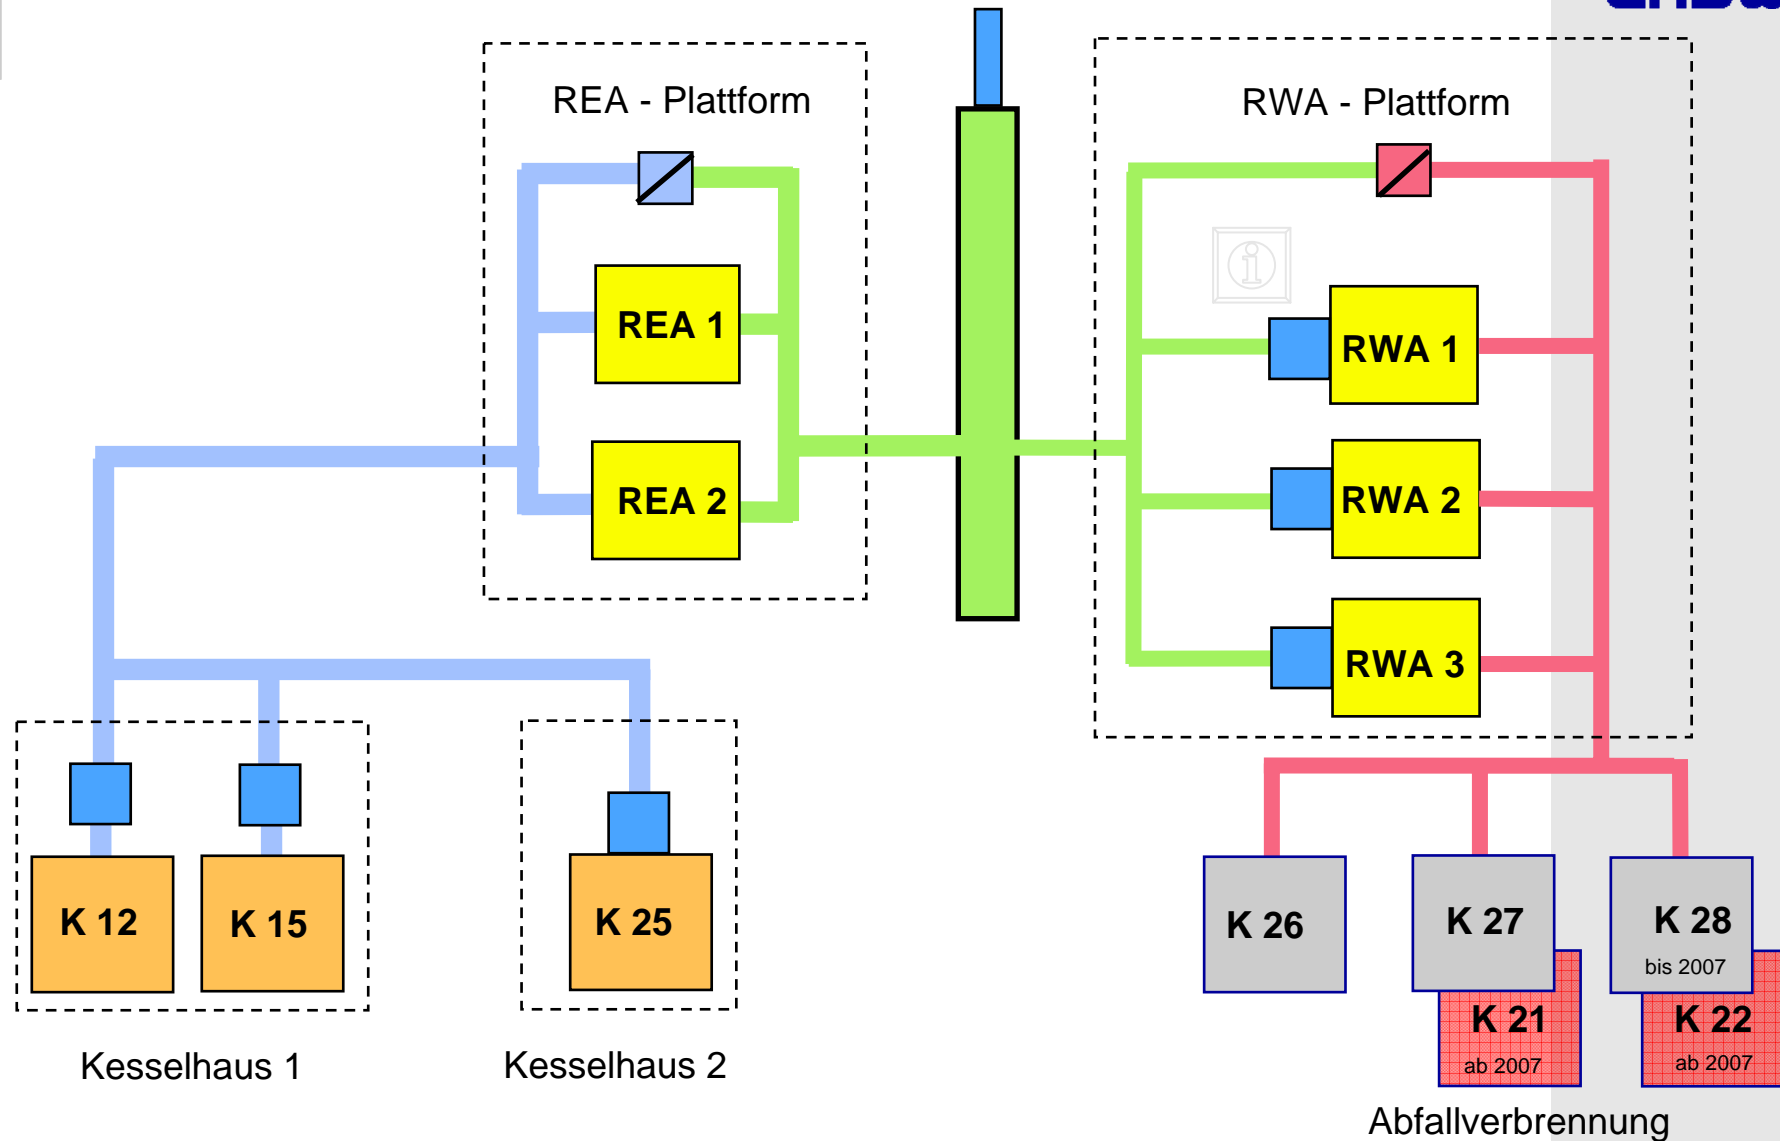 REA - Plattform
RWA - Plattform
REA 1
REA 2
RWA 1
RWA 2
RWA 3
K 12
K 15
K 25
K 26
K 27
K 28
bis 2007
K 21
ab 2007
K 22
ab 2007
Kesselhaus 1
Kesselhaus 2
Abfallverbrennung